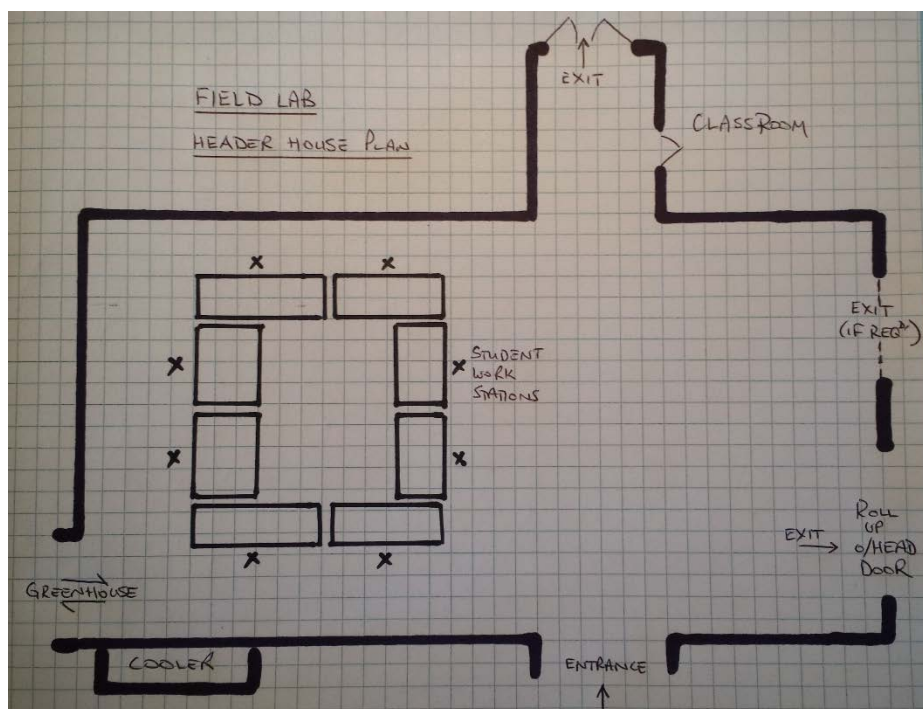 EXIT
FIELD LAB
HEADER HOUSE PLAN
CLASSROOM
EXIT
(IF REQD)
STUDENT
WORK
STATIONS
EXIT
ROLL
UP
O/HEAD
DOOR
GREENHOUSE
COOLER
ENTRANCE